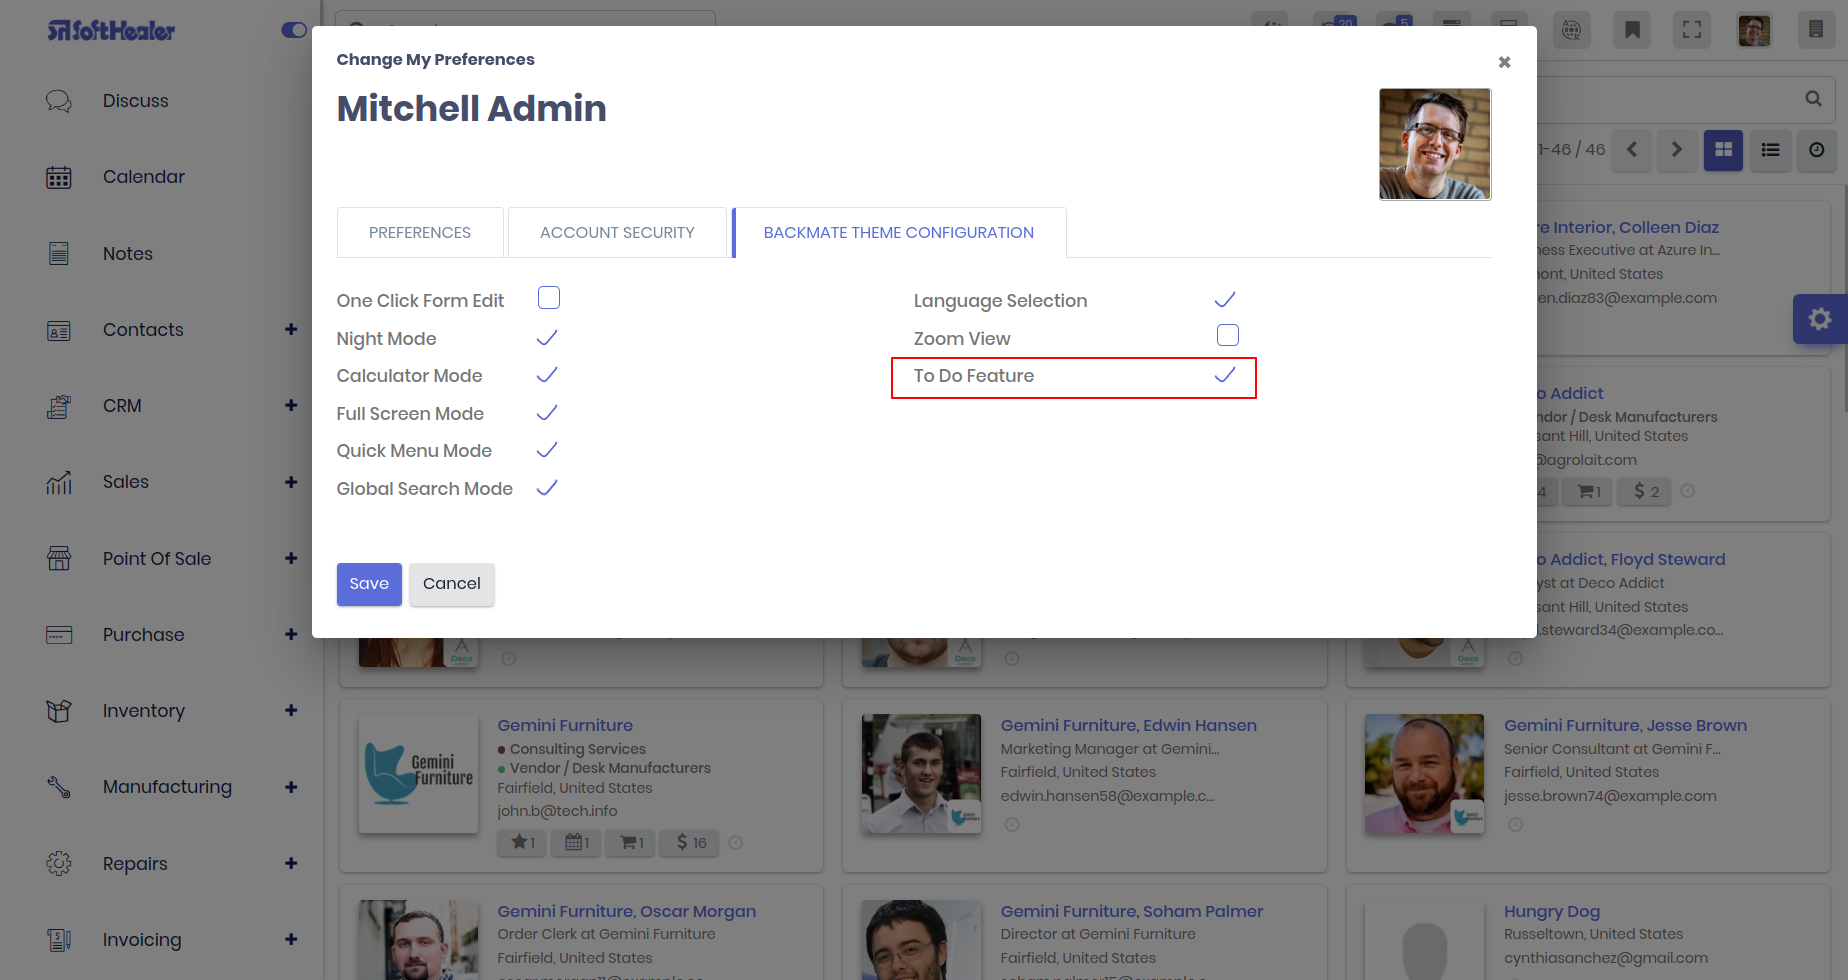 SoftHealer
20
5
Discuss
Calendar
Notes
Contacts
CRM
Sales
Point Of Sale
Purchase
Inventory
Manufacturing
Repairs
Invoicing
Change My Preferences
Mitchell Admin
PREFERENCES
ACCOUNT SECURITY
BACKMATE THEME CONFIGURATION
One Click Form Edit
Night Mode
Calculator Mode
Full Screen Mode
Quick Menu Mode
Global Search Mode
Language Selection
Zoom View
To Do Feature
Save
Cancel
1-46 / 46
re Interior, Colleen Diaz
ness Executive at Azure In...
ont, United States
en.diaz83@example.com
o Addict
ndor / Desk Manufacturers
sant Hill, United States
@agrolait.com
4
1
$ 2
o Addict, Floyd Steward
yst at Deco Addict
sant Hill, United States
l.steward34@example.co...
Deco
Deco
Deco
Gemini Furniture
Gemini Furniture
Consulting Services
Vendor / Desk Manufacturers
Fairfield, United States
john.b@tech.info
1
1
1
$ 16
Gemini Furniture, Edwin Hansen
Marketing Manager at Gemini...
Fairfield, United States
edwin.hansen58@example.c...
Gemini Furniture, Jesse Brown
Senior Consultant at Gemini F...
Fairfield, United States
jesse.brown74@example.com
Gemini Furniture, Oscar Morgan
Order Clerk at Gemini Furniture
Fairfield, United States
Gemini Furniture, Soham Palmer
Director at Gemini Furniture
Fairfield, United States
Hungry Dog
Russeltown, United States
cynthiasanchez@gmail.com